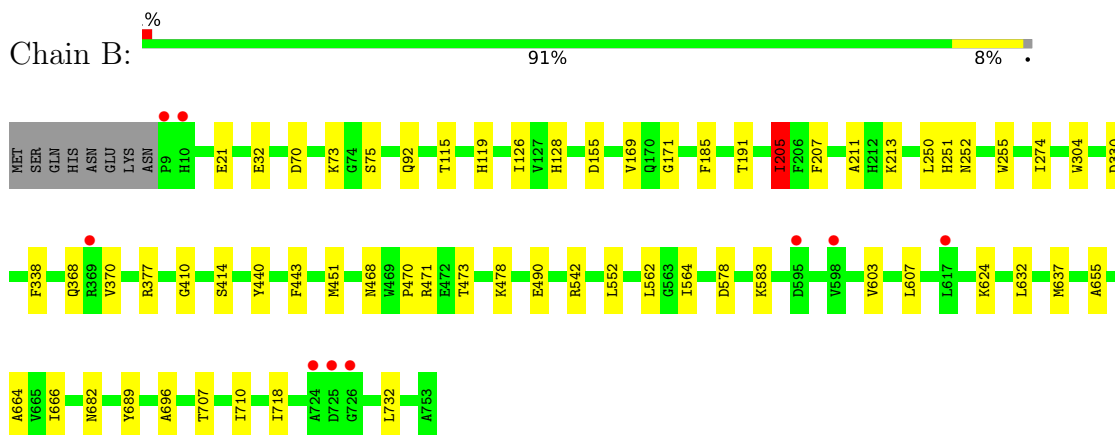 %
Chain B:
91% 8% •
MET SER GLN HIS ASN GLU LYS ASN P9 H10 E21 E32 D70 K73 G74 S75 Q92 T115 H119 I126 V127 H128 D155 V169 Q170 G171 F185 T191 I205 F206 F207 A211 H212 K213 L250 H251 N252 W255 I274 W304
F338 Q368 R369 V370 R377 G410 S414 Y440 F443 M451 N468 W469 P470 R471 E472 T473 K478 E490 R542 L552 L562 G563 I564 D578 K583 D595 V598 V603 L607 L617 K624 L632 M637 A655
A664 V665 I666 N682 Y689 A696 T707 I710 I718 A724 D725 G726 L732 A753